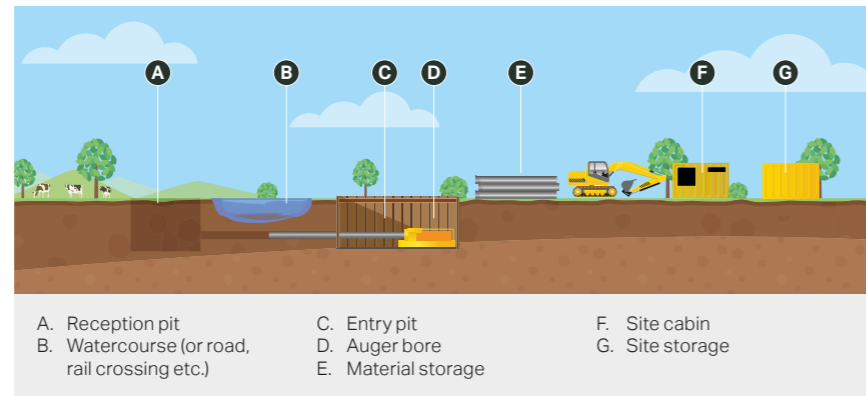 A
B
C
D
E
F
G
A. Reception pit
B. Watercourse (or road,
rail crossing etc.)
C. Entry pit
D. Auger bore
E. Material storage
F. Site cabin
G. Site storage